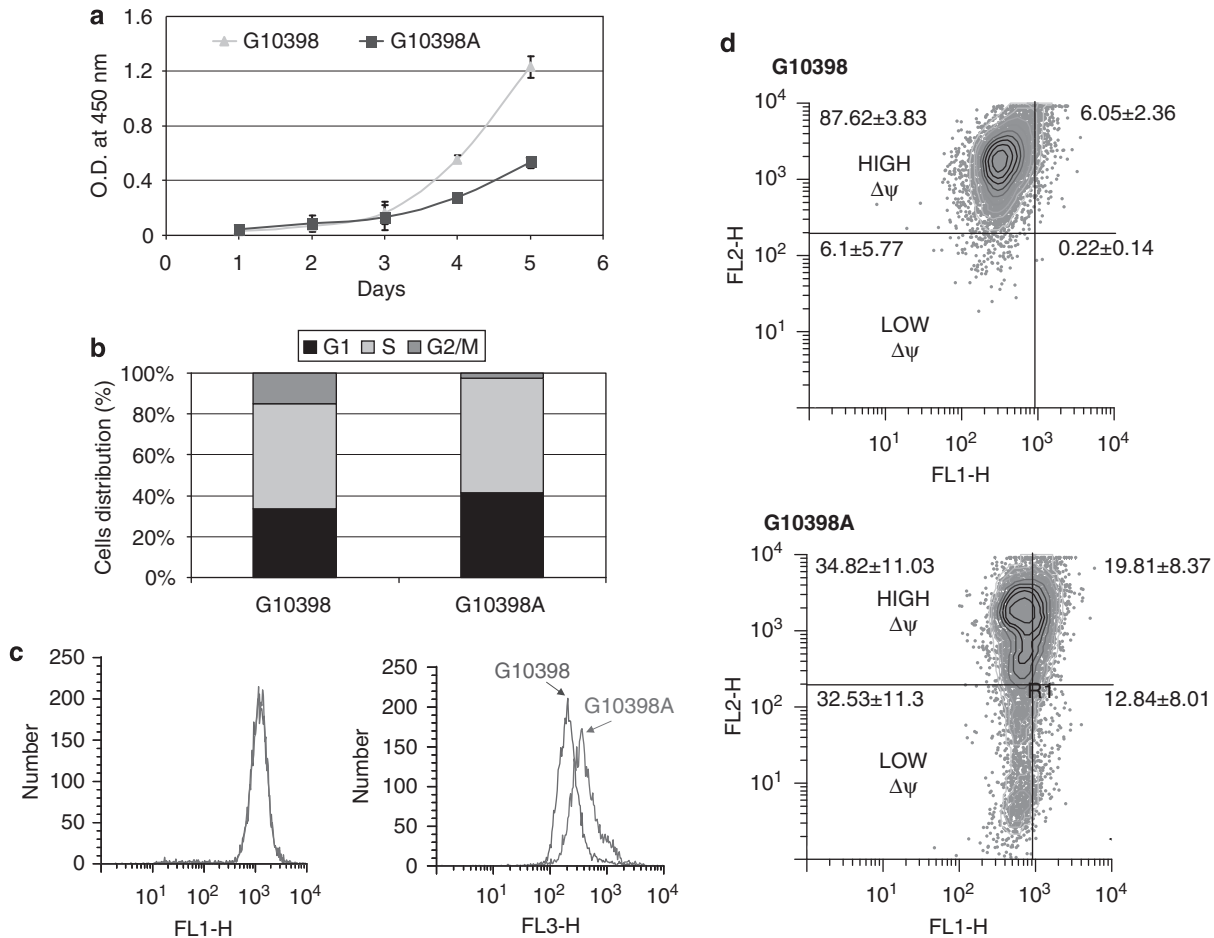 a
1.6
1.2
0.8
0.4
0
O.D. at 450 nm
G10398
G10398A
0 1 2 3 4 5 6
Days
b
G1 S G2/M
100%
80%
60%
40%
20%
0%
Cells distribution (%)
G10398 G10398A
c
250
200
150
100
50
0
Number
10¹ 10² 10³ 10⁴
FL1-H
250
200
150
100
50
0
Number
G10398
G10398A
10¹ 10² 10³ 10⁴
FL3-H
d
G10398
10⁴
10³
10²
10¹
FL2-H
87.62±3.83
6.05±2.36
HIGH
Δψ
6.1±5.77
0.22±0.14
LOW
Δψ
10¹ 10² 10³ 10⁴
FL1-H
G10398A
10⁴
10³
10²
10¹
FL2-H
34.82±11.03
19.81±8.37
HIGH
Δψ
R1
32.53±11.3
12.84±8.01
LOW
Δψ
10¹ 10² 10³ 10⁴
FL1-H